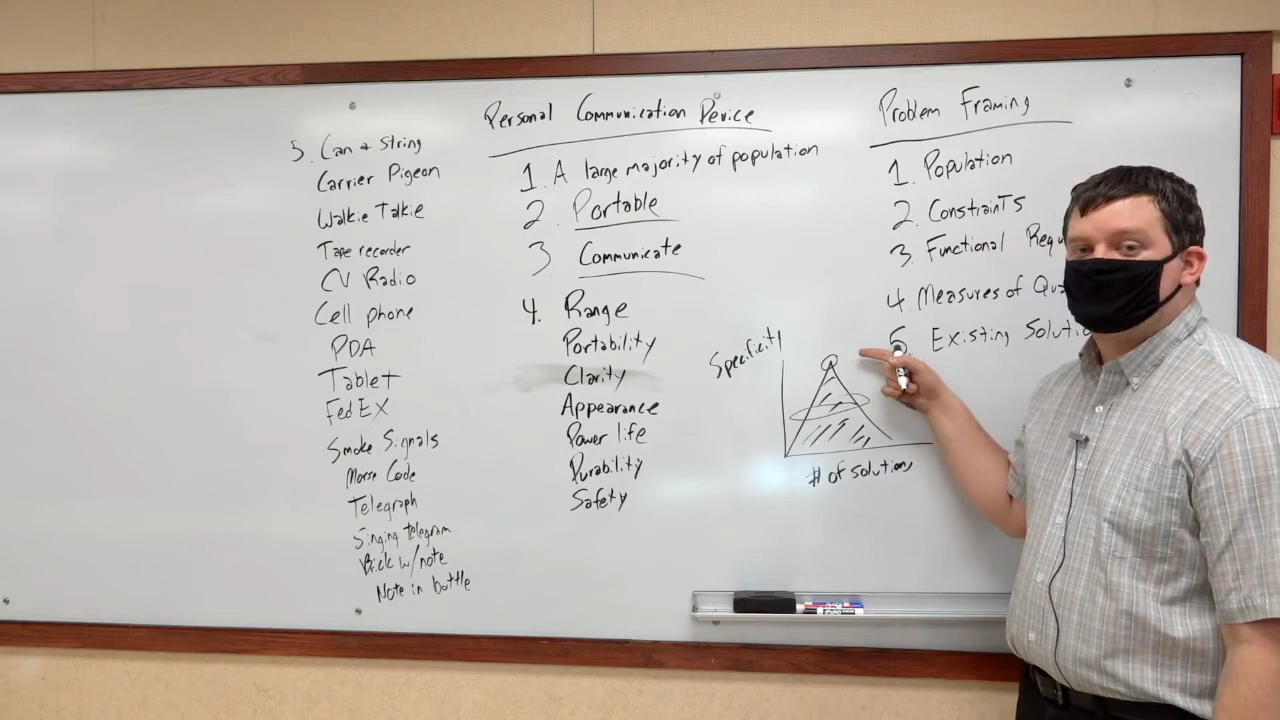 5. Can & String
Carrier Pigeon
Walkie Talkie
Tape recorder
CV Radio
Cell phone
PDA
Tablet
FedEX
Smoke Signals
Morse Code
Telegraph
Singing telegram
Brick w/note
Note in bottle
Personal Communication Device
1. A large majority of population
2. Portable
3 Communicate
4. Range
Portability
Clarity
Appearance
Power life
Durability
Safety
Problem Framing
1. Population
2. ConstrainTS
3. Functional
4. Measures of
5 Existing
Specificity
# of solutions